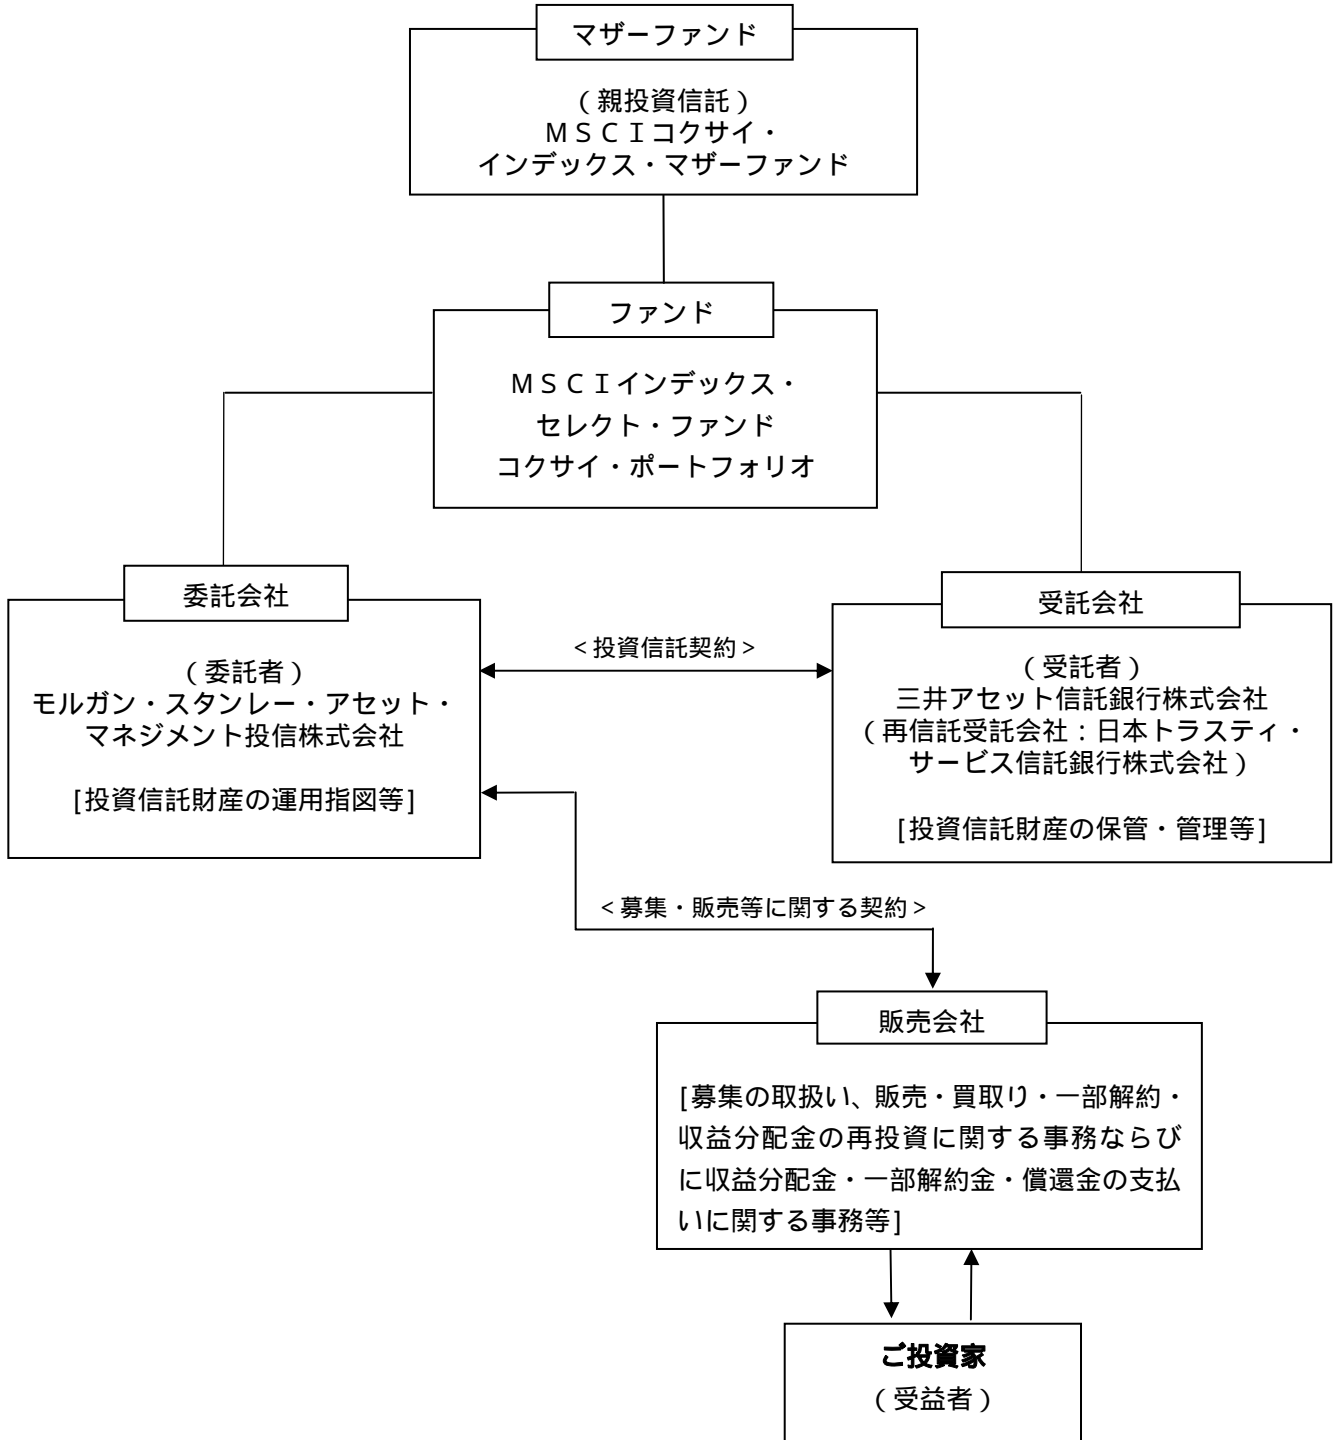 マザーファンド
（親投資信託）
ＭＳＣＩコクサイ・
インデックス・マザーファンド
ファンド
ＭＳＣＩインデックス・
セレクト・ファンド
コクサイ・ポートフォリオ
委託会社
（委託者）
モルガン・スタンレー・アセット・
マネジメント投信株式会社
[投資信託財産の運用指図等]
＜投資信託契約＞
受託会社
（受託者）
三井アセット信託銀行株式会社
（再信託受託会社：日本トラスティ・
サービス信託銀行株式会社）
[投資信託財産の保管・管理等]
＜募集・販売等に関する契約＞
販売会社
[募集の取扱い、販売・買取り・一部解約・
収益分配金の再投資に関する事務ならび
に収益分配金・一部解約金・償還金の支払
いに関する事務等]
ご投資家
（受益者）